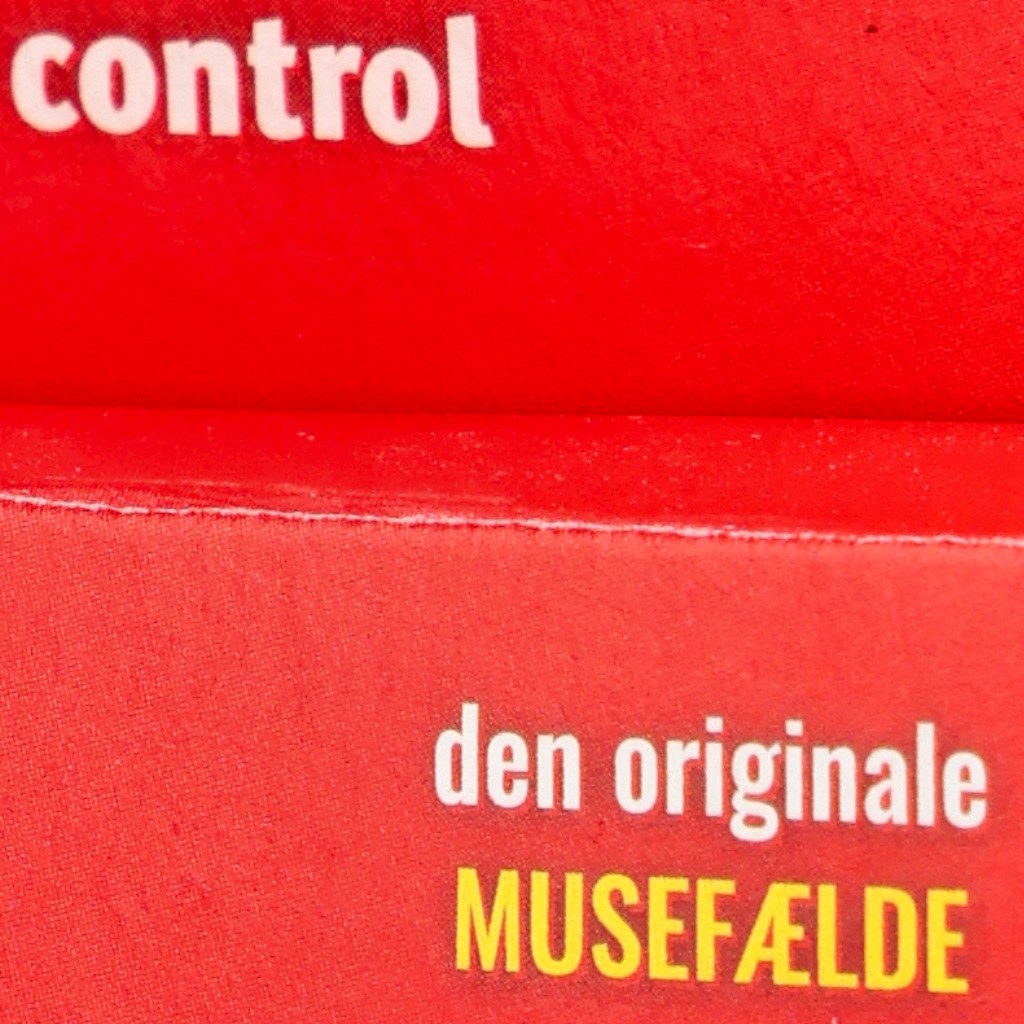 control
den originale
MUSEFÆLDE